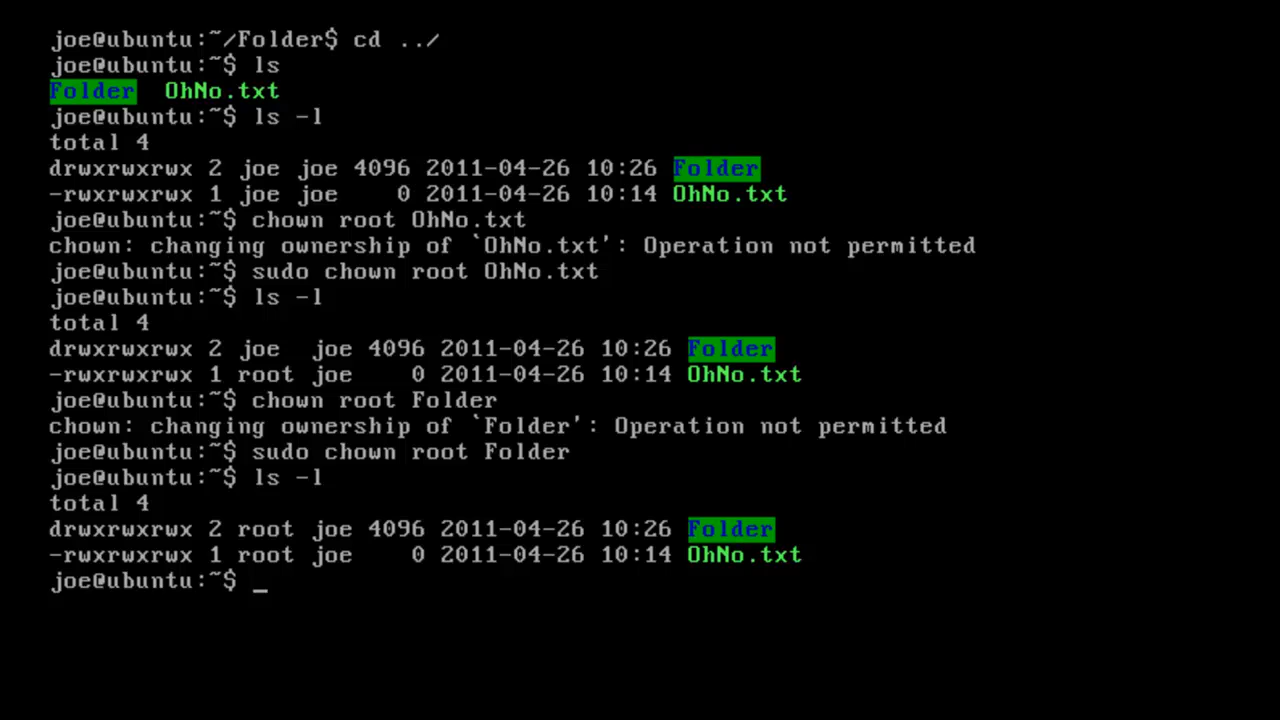 joe@ubuntu:~/Folder$ cd ../
joe@ubuntu:~$ ls
Folder  OhNo.txt
joe@ubuntu:~$ ls -l
total 4
drwxrwxrwx 2 joe joe 4096 2011-04-26 10:26 Folder
-rwxrwxrwx 1 joe joe    0 2011-04-26 10:14 OhNo.txt
joe@ubuntu:~$ chown root OhNo.txt
chown: changing ownership of `OhNo.txt': Operation not permitted
joe@ubuntu:~$ sudo chown root OhNo.txt
joe@ubuntu:~$ ls -l
total 4
drwxrwxrwx 2 joe  joe 4096 2011-04-26 10:26 Folder
-rwxrwxrwx 1 root joe    0 2011-04-26 10:14 OhNo.txt
joe@ubuntu:~$ chown root Folder
chown: changing ownership of `Folder': Operation not permitted
joe@ubuntu:~$ sudo chown root Folder
joe@ubuntu:~$ ls -l
total 4
drwxrwxrwx 2 root joe 4096 2011-04-26 10:26 Folder
-rwxrwxrwx 1 root joe    0 2011-04-26 10:14 OhNo.txt
joe@ubuntu:~$ _